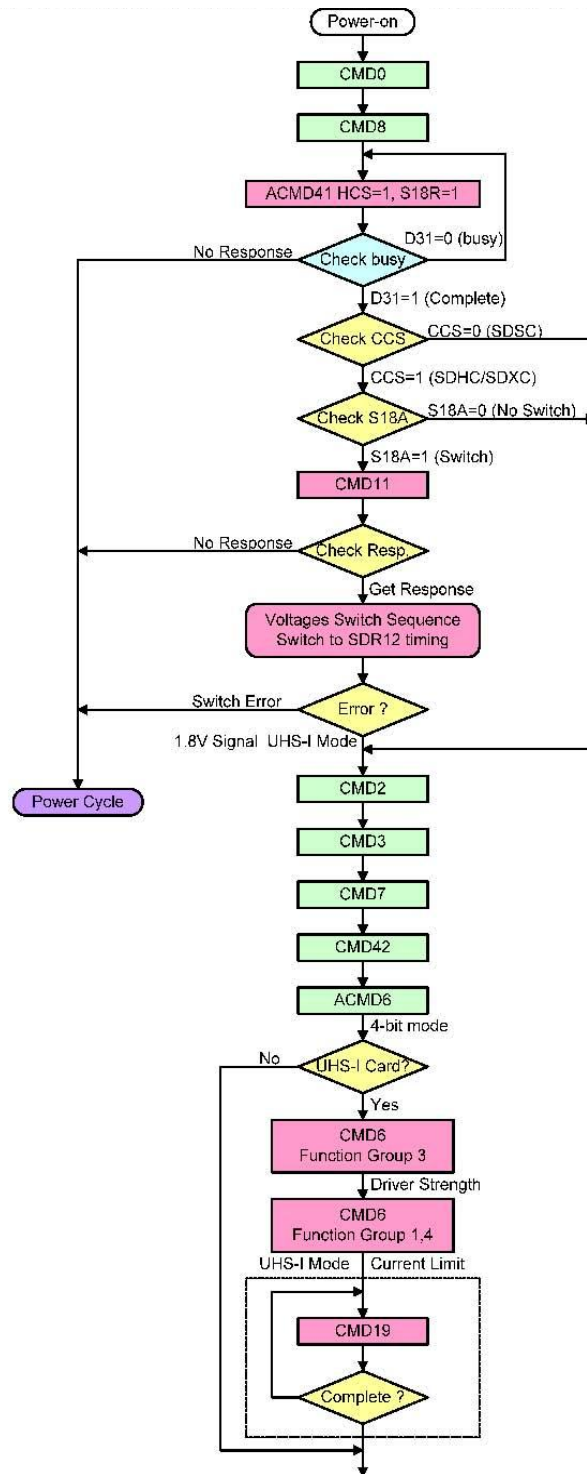 Power-on
CMD0
CMD8
ACMD41 HCS=1, S18R=1
D31=0 (busy)
No Response
Check busy
D31=1 (Complete)
CCS=0 (SDSC)
Check CCS
CCS=1 (SDHC/SDXC)
S18A=0 (No Switch)
Check S18A
S18A=1 (Switch)
CMD11
No Response
Check Resp.
Get Response
Voltages Switch Sequence
Switch to SDR12 timing
Switch Error
Error ?
1.8V Signal UHS-I Mode
CMD2
Power Cycle
CMD3
CMD7
CMD42
ACMD6
4-bit mode
No
UHS-I Card?
Yes
CMD6
Function Group 3
Driver Strength
CMD6
Function Group 1,4
UHS-I Mode
Current Limit
CMD19
Complete ?